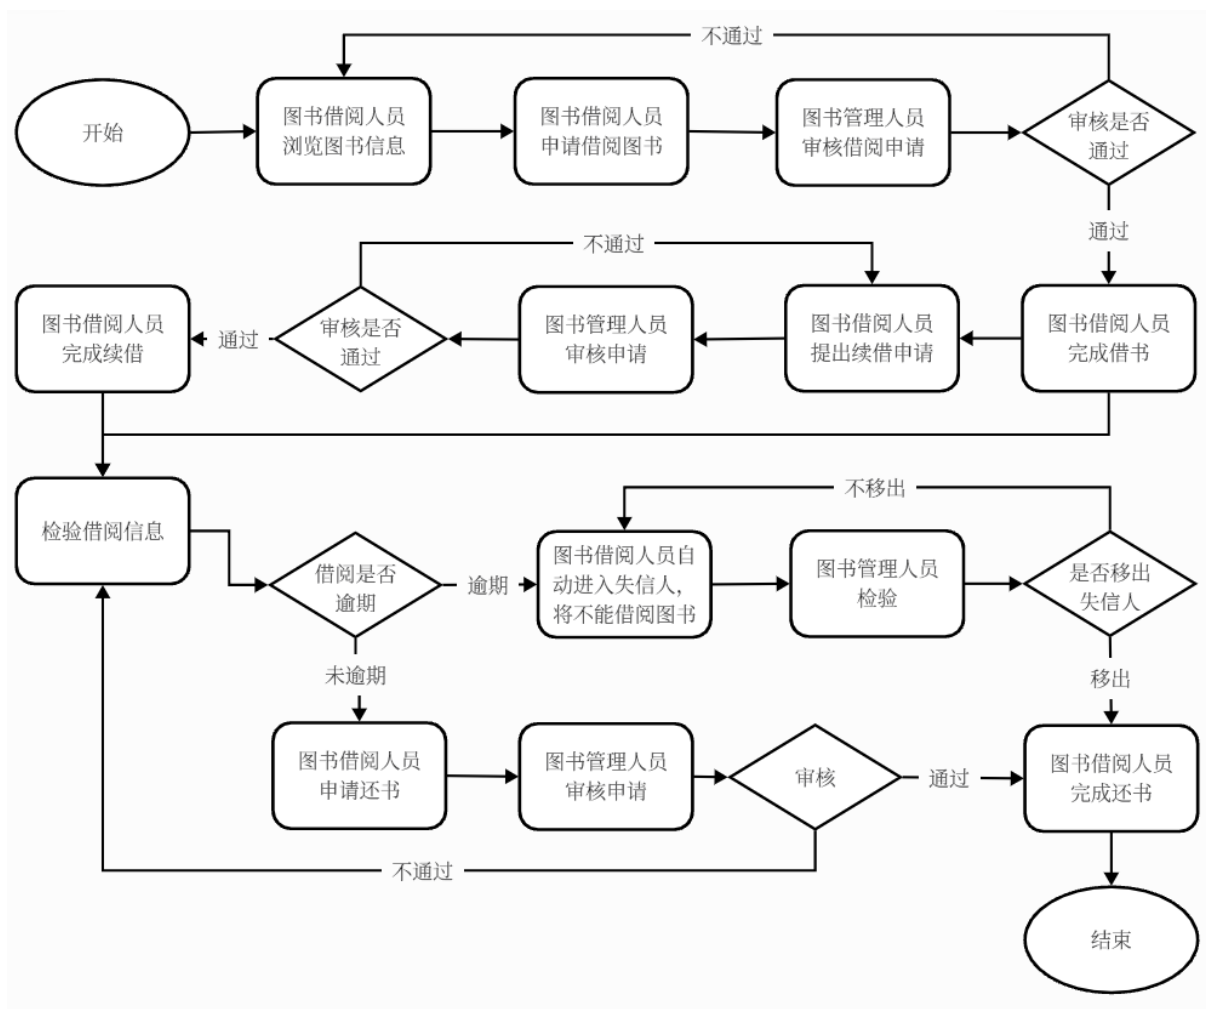 不通过
开始
图书借阅人员
浏览图书信息
图书借阅人员
申请借阅图书
图书管理人员
审核借阅申请
审核是否
通过
通过
不通过
图书借阅人员
完成续借
通过
审核是否
通过
图书管理人员
审核申请
图书借阅人员
提出续借申请
图书借阅人员
完成借书
不移出
检验借阅信息
借阅是否
逾期
逾期
图书借阅人员自
动进入失信人，
将不能借阅图书
图书管理人员
检验
是否移出
失信人
未逾期
移出
图书借阅人员
申请还书
图书管理人员
审核申请
审核
通过
图书借阅人员
完成还书
不通过
结束